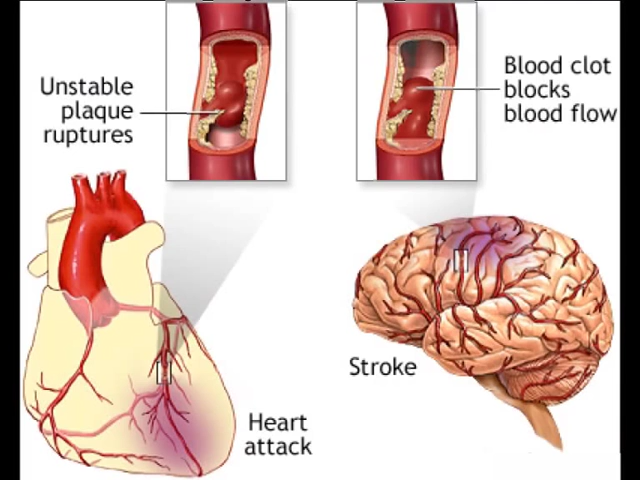 Unstable
plaque
ruptures
Blood clot
blocks
blood flow
Heart
attack
Stroke